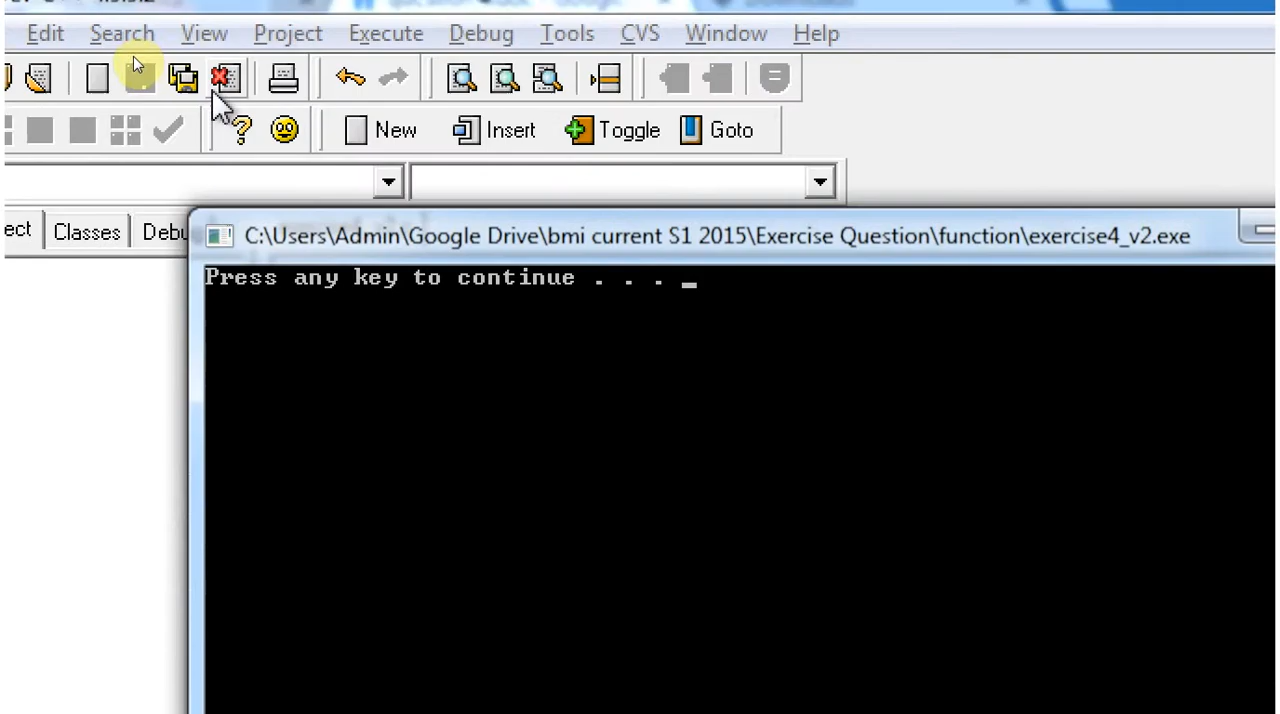 Edit Search View Project Execute Debug Tools CVS Window Help
New Insert Toggle Goto
Classes
C:\Users\Admin\Google Drive\bmi current S1 2015\Exercise Question\function\exercise4_v2.exe
Press any key to continue . . . _